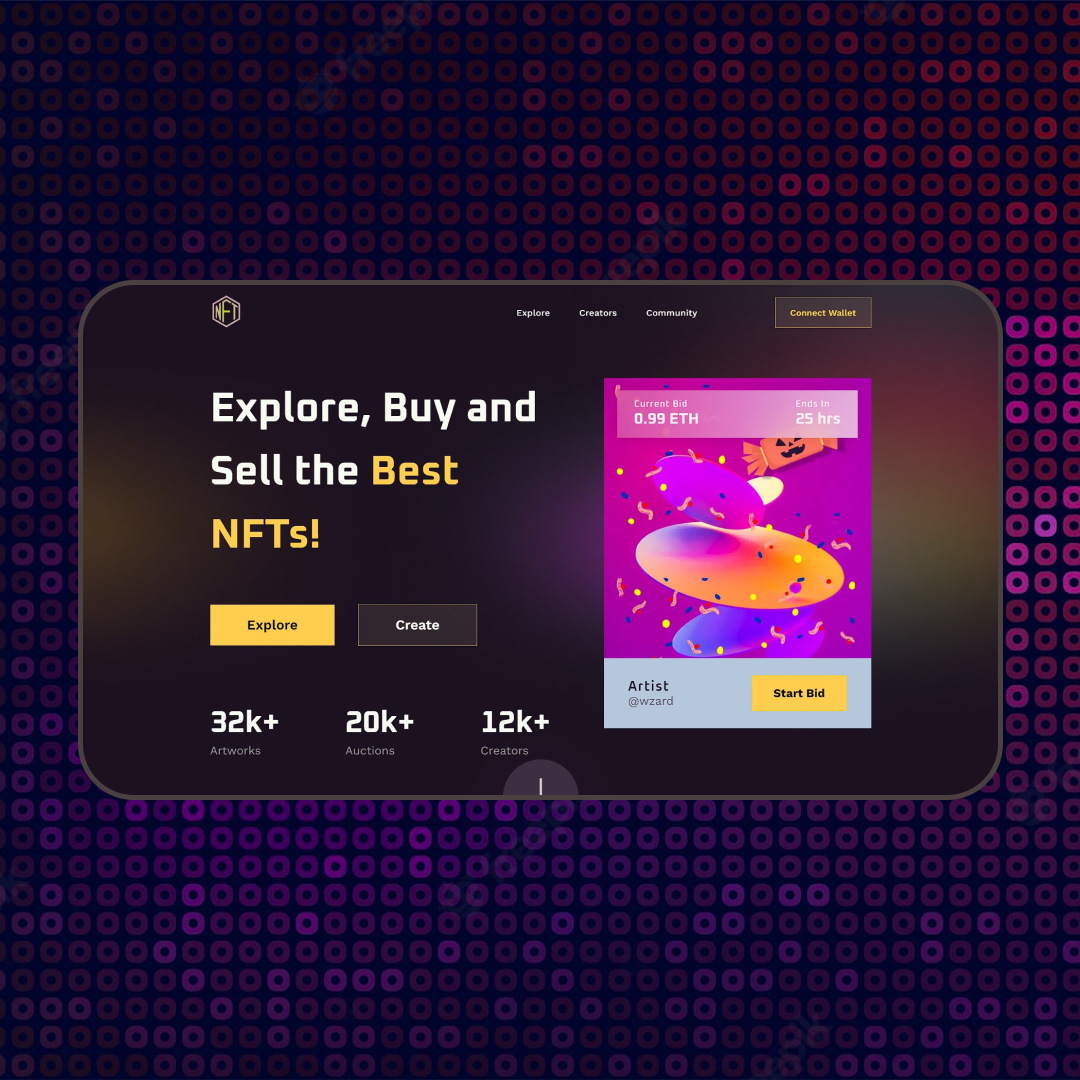 NFT
Explore Creators Community Connect Wallet
Explore, Buy and
Sell the Best
NFTs!
Explore Create
32k+ 20k+ 12k+
Artworks Auctions Creators
Current Bid Ends In
0.99 ETH 25 hrs
Artist
@wzard
Start Bid
freepik